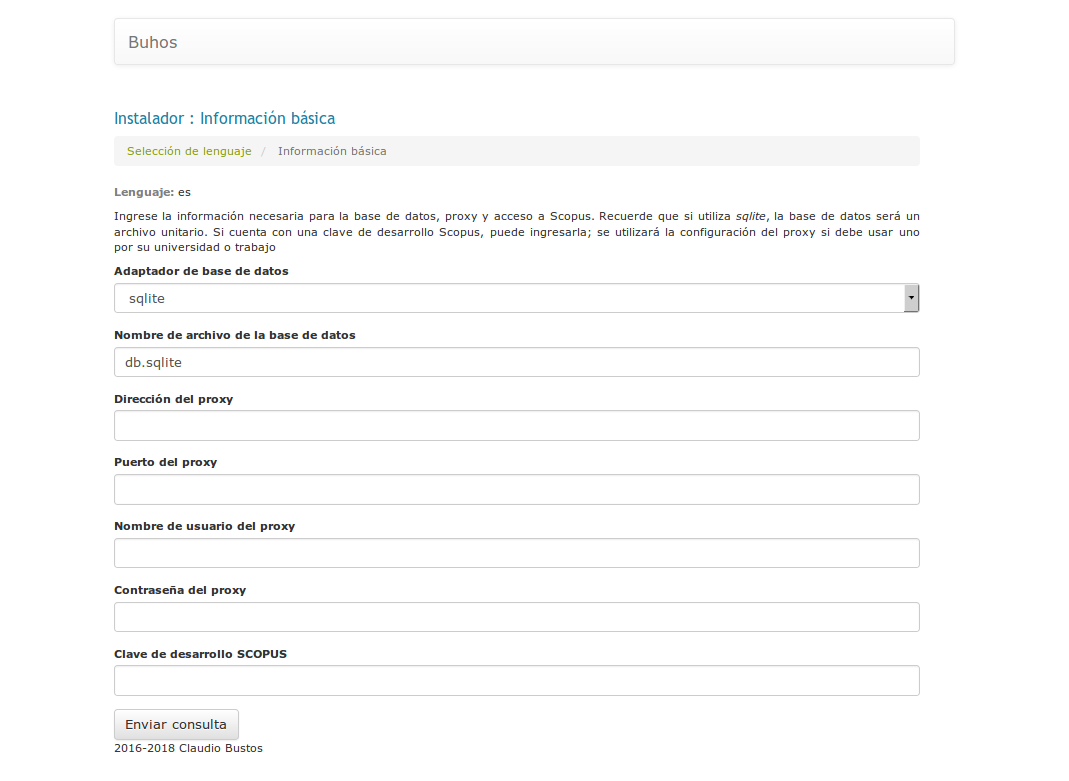 Buhos
Instalador : Información básica
Selección de lenguaje / Información básica
Lenguaje: es
Ingrese la información necesaria para la base de datos, proxy y acceso a Scopus. Recuerde que si utiliza sqlite, la base de datos será un
archivo unitario. Si cuenta con una clave de desarrollo Scopus, puede ingresarla; se utilizará la configuración del proxy si debe usar uno
por su universidad o trabajo
Adaptador de base de datos
sqlite
Nombre de archivo de la base de datos
db.sqlite
Dirección del proxy
Puerto del proxy
Nombre de usuario del proxy
Contraseña del proxy
Clave de desarrollo SCOPUS
Enviar consulta
2016-2018 Claudio Bustos